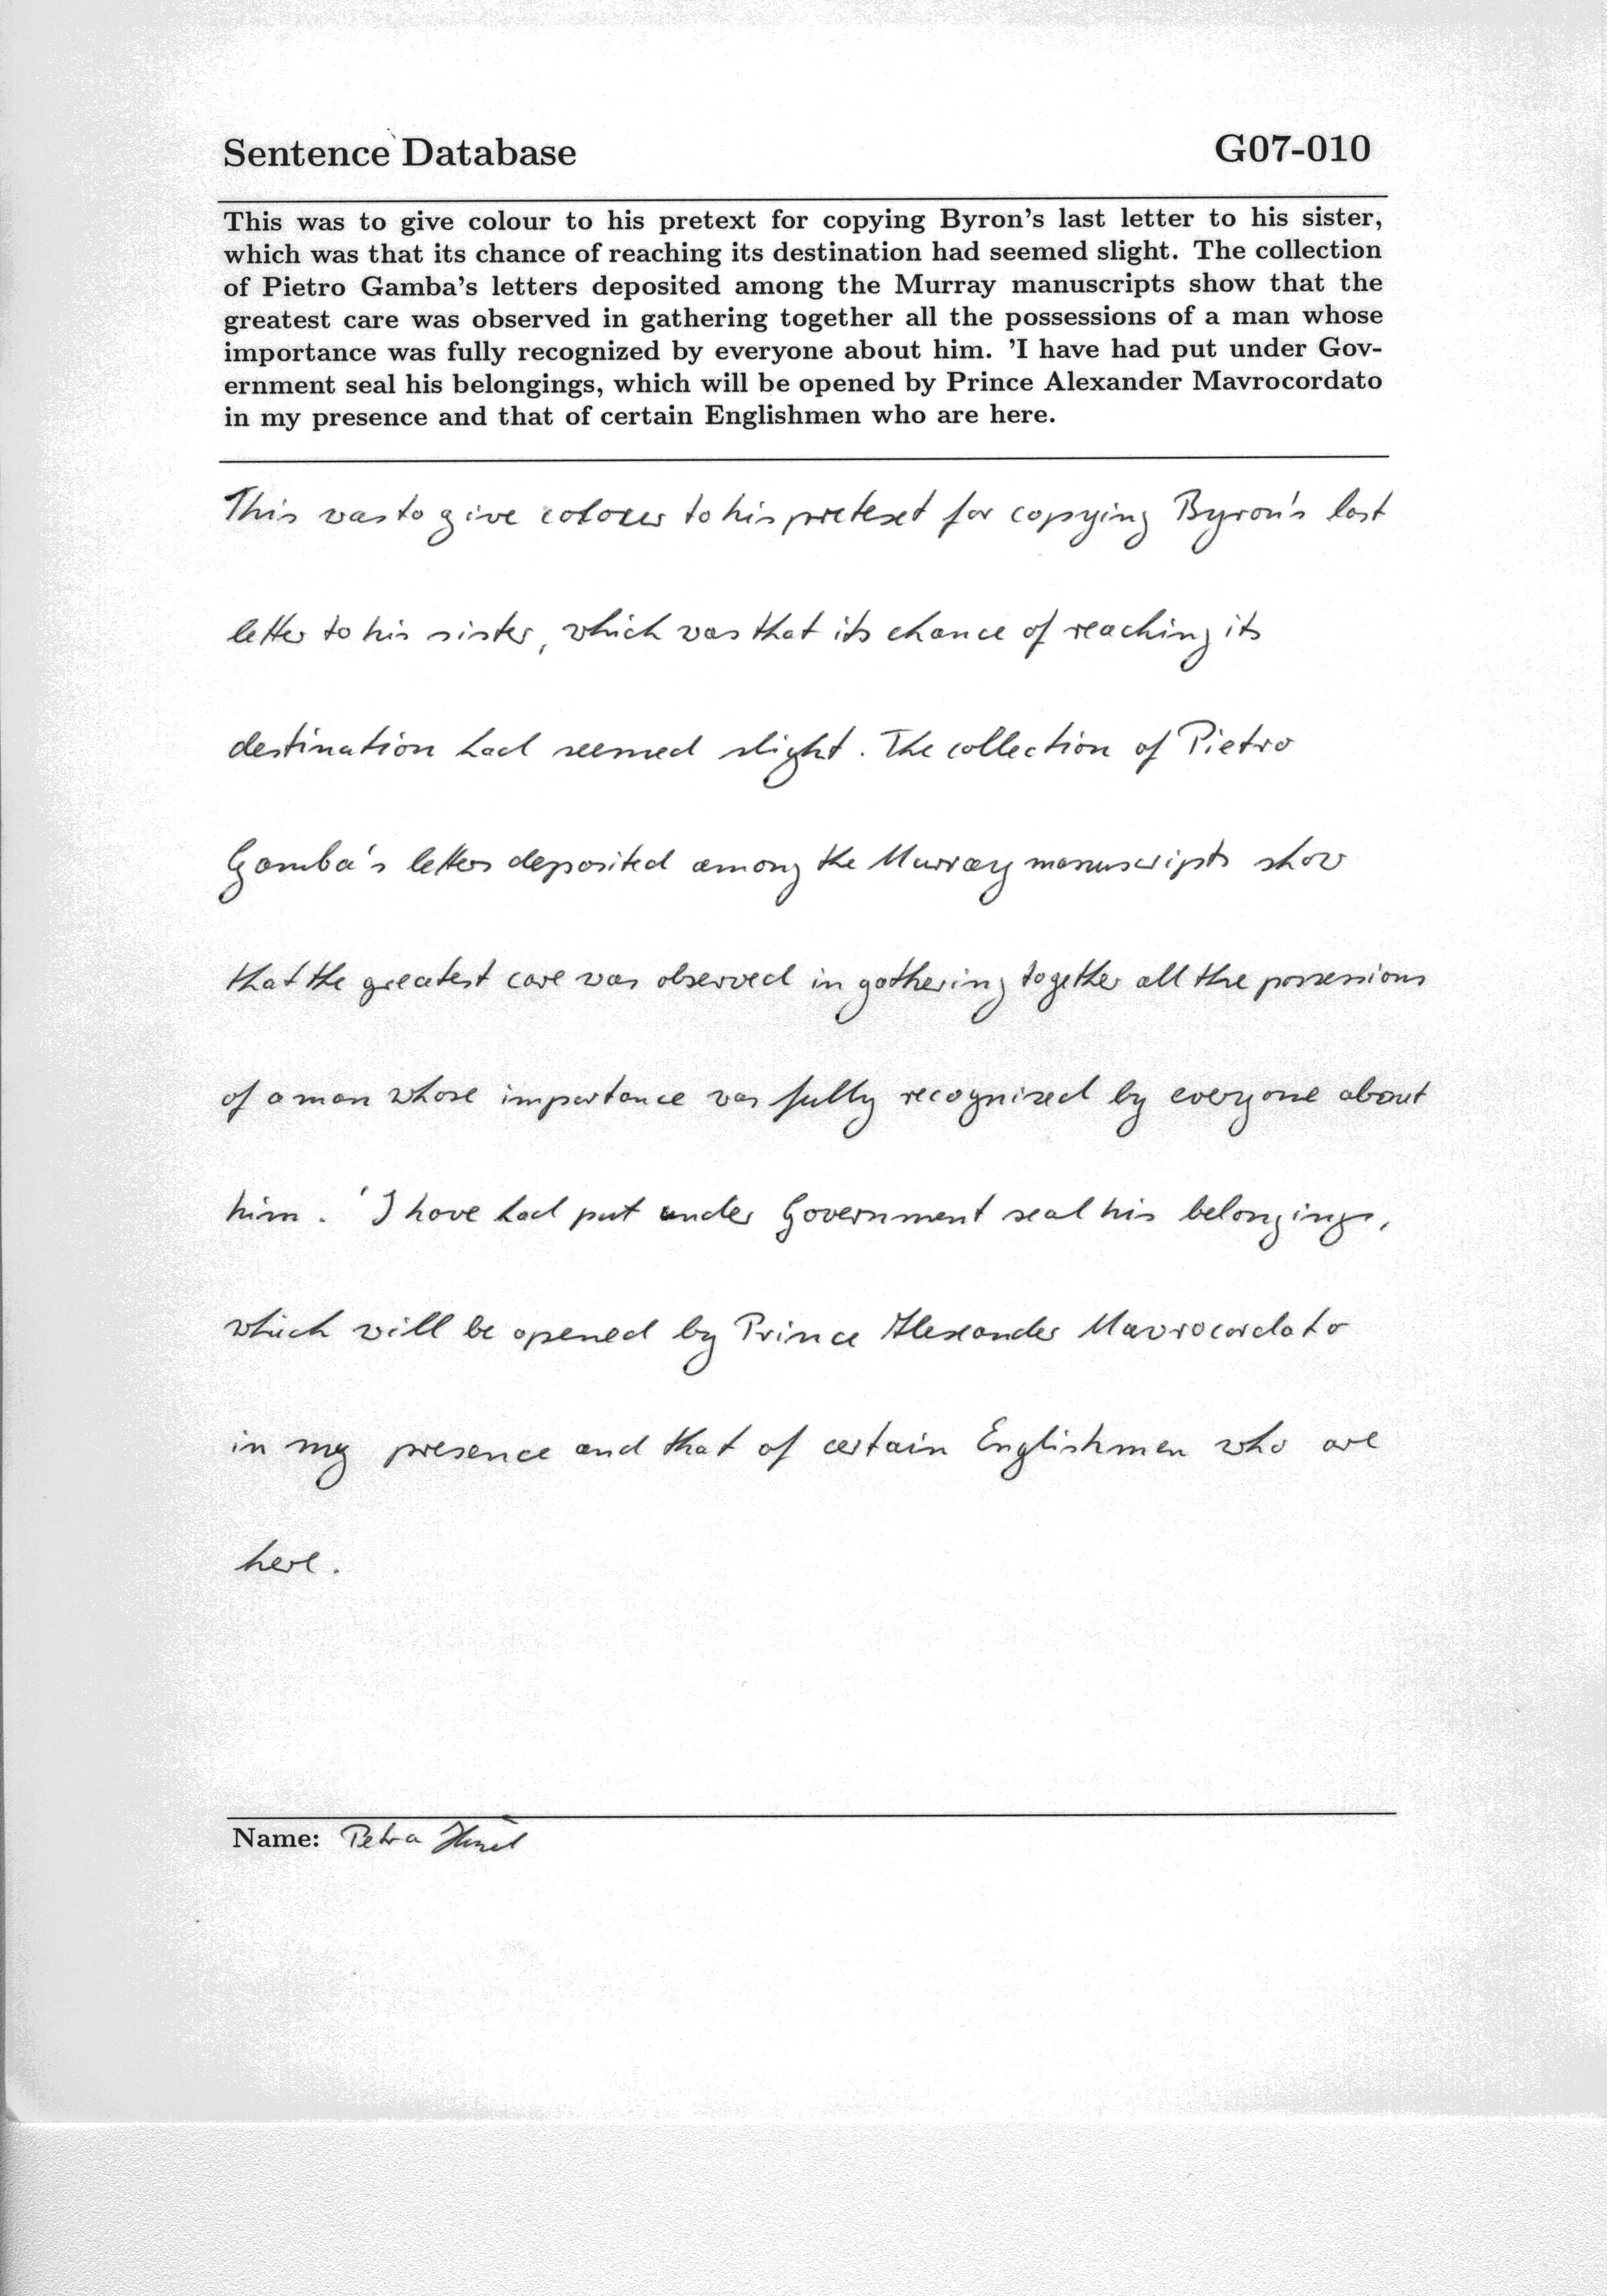 Sentence Database G07-010
This was to give colour to his pretext for copying Byron's last letter to his sister,
which was that its chance of reaching its destination had seemed slight. The collection
of Pietro Gamba's letters deposited among the Murray manuscripts show that the
greatest care was observed in gathering together all the possessions of a man whose
importance was fully recognized by everyone about him. 'I have had put under Gov-
ernment seal his belongings, which will be opened by Prince Alexander Mavrocordato
in my presence and that of certain Englishmen who are here.
This was to give colour to his pretext for copying Byron's last
letter to his sister, which was that its chance of reaching its
destination had seemed slight. The collection of Pietro
Gamba's letters deposited among the Murray manuscripts show
that the greatest care was observed in gathering together all the possessions
of a man whose importance was fully recognized by everyone about
him. 'I have had put under Government seal his belongings,
which will be opened by Prince Alexander Mavrocordato
in my presence and that of certain Englishmen who are
here.
Name: Petra